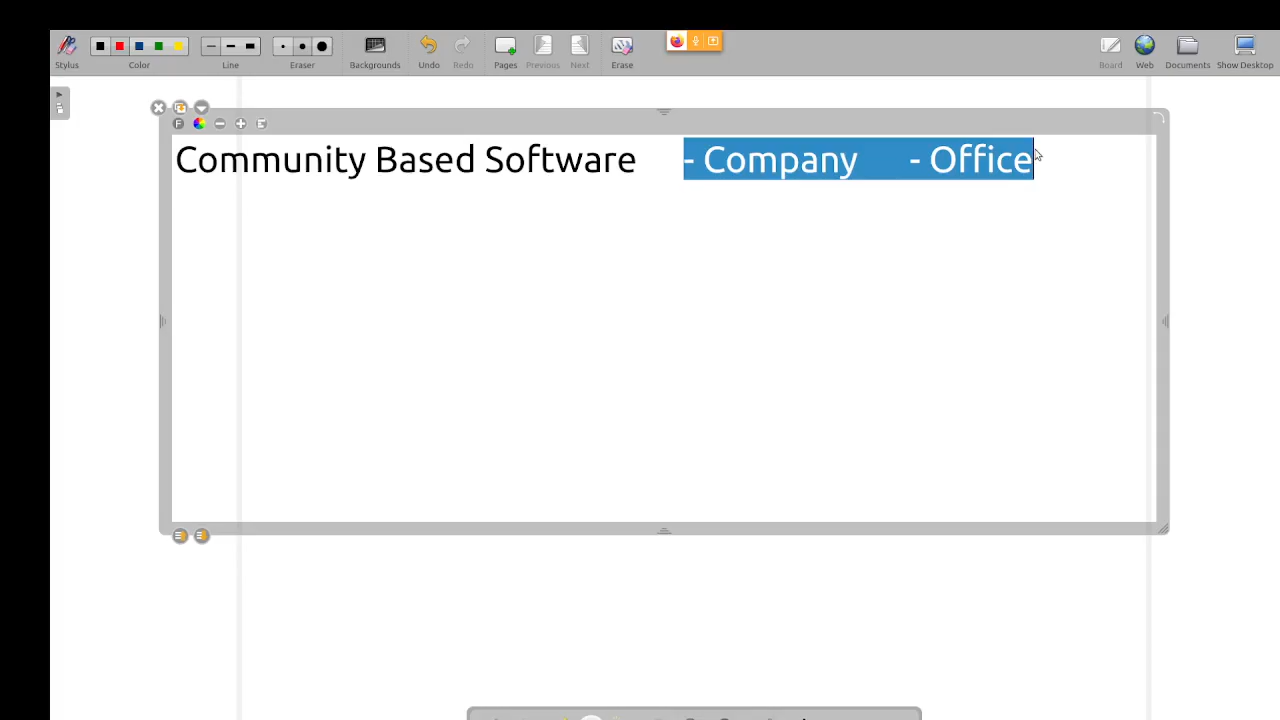 Stylus Color Line Eraser Backgrounds Undo Redo Pages Previous Next Erase Board Web Documents Show Desktop
F
Community Based Software - Company - Office